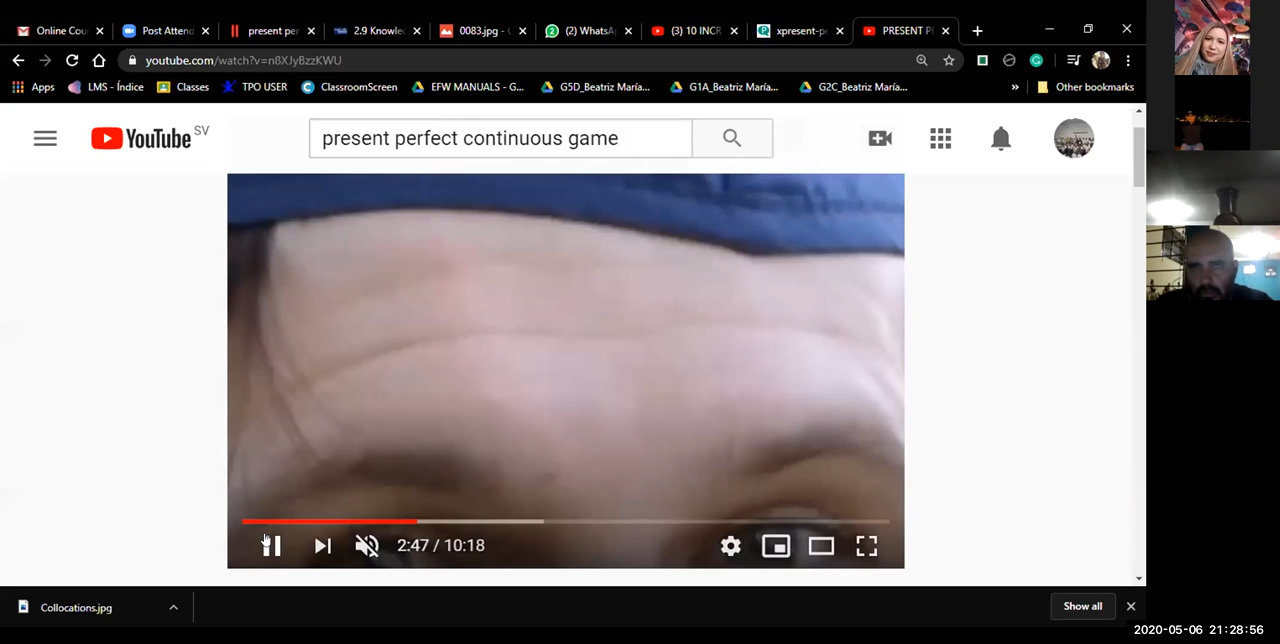 Online Cou
Post Attend
present per
2.9 Knowle
0083.jpg - G
(2) WhatsA
(3) 10 INCR
xpresent-pe
PRESENT PE
youtube.com/watch?v=n8XJyBzzKWU
Apps
LMS - Índice
Classes
TPO USER
ClassroomScreen
EFW MANUALS - G...
G5D_Beatriz María...
G1A_Beatriz María...
G2C_Beatriz María...
»
Other bookmarks
YouTube SV
present perfect continuous game
2:47 / 10:18
Collocations.jpg
Show all
2020-05-06 21:28:56